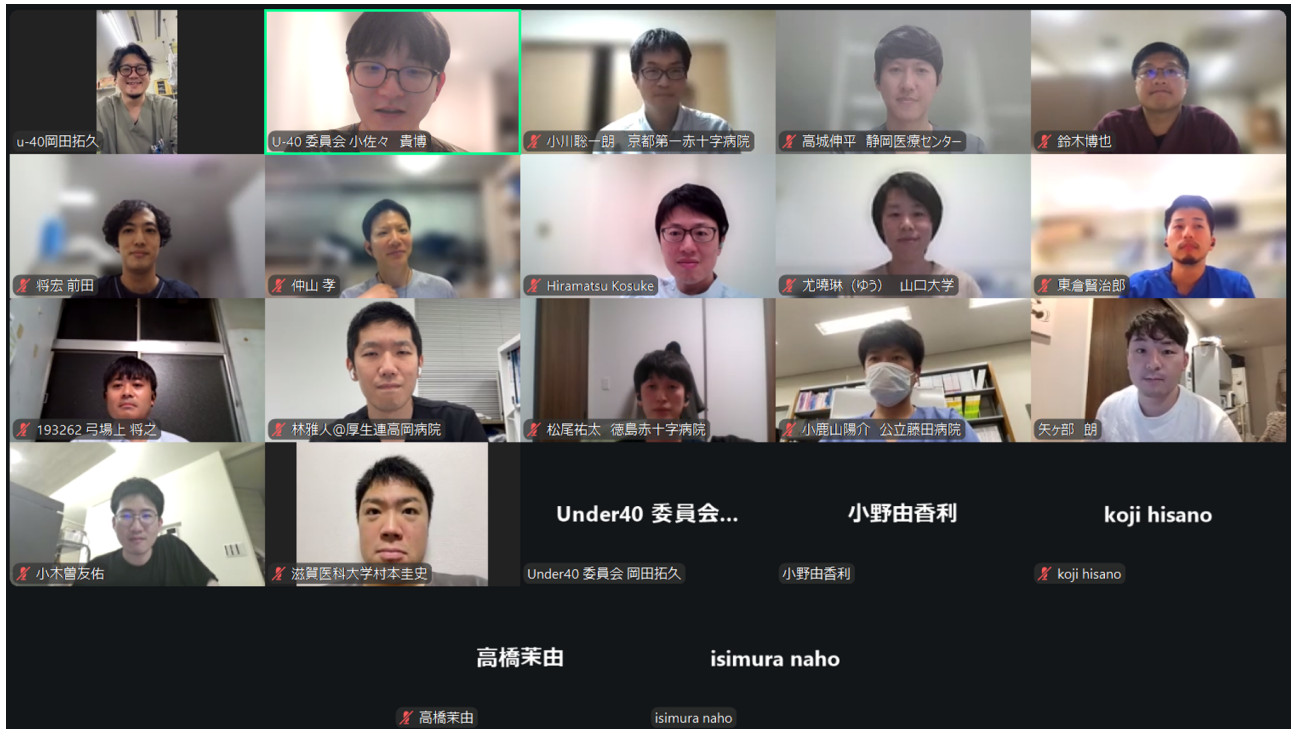 u-40岡田拓久
U-40 委員会 小佐々　貴博
小川聡一朗　京都第一赤十字病院
高城伸平　静岡医療センター
鈴木博也
将宏 前田
仲山 孝
Hiramatsu Kosuke
尤曉琳（ゆう）　山口大学
東倉賢治郎
193262 弓場上 将之
林雅人@厚生連高岡病院
松尾祐太　徳島赤十字病院
小鹿山陽介　公立藤田病院
矢ヶ部　朗
小木曽友佑
滋賀医科大学村本圭史
Under40 委員会...
Under40 委員会 岡田拓久
小野由香利
小野由香利
koji hisano
koji hisano
高橋茉由
高橋茉由
isimura naho
isimura naho